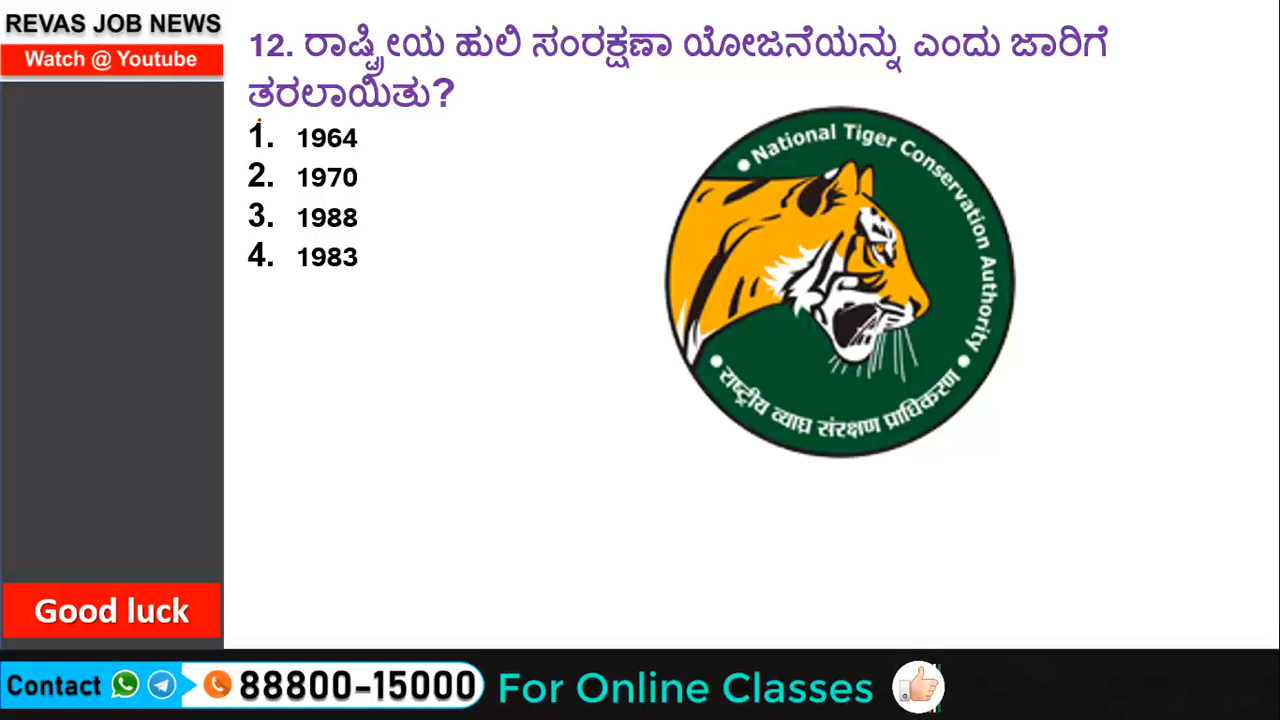 REVAS JOB NEWS
Watch @ Youtube
12. ರಾಷ್ಟ್ರೀಯ ಹುಲಿ ಸಂರಕ್ಷಣಾ ಯೋಜನೆಯನ್ನು ಎಂದು ಜಾರಿಗೆ
ತರಲಾಯಿತು?
1. 1964
2. 1970
3. 1988
4. 1983
National Tiger Conservation Authority
राष्ट्रीय व्याघ्र संरक्षण प्राधिकरण
Good luck
Contact 88800-15000 For Online Classes